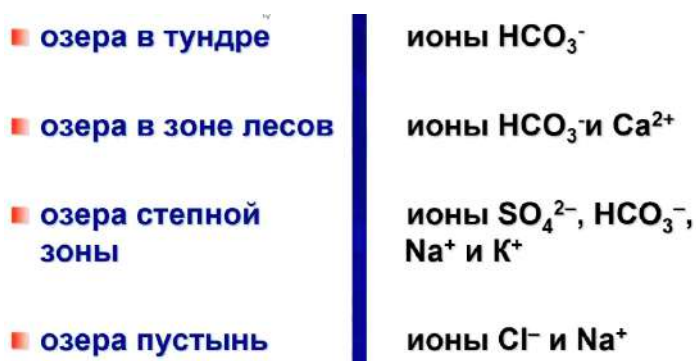 озера в тундре
ионы HCO₃⁻
озера в зоне лесов
ионы HCO₃⁻и Ca²⁺
озера степной зоны
ионы SO₄²⁻, HCO₃⁻,
Na⁺ и K⁺
озера пустынь
ионы Cl⁻ и Na⁺